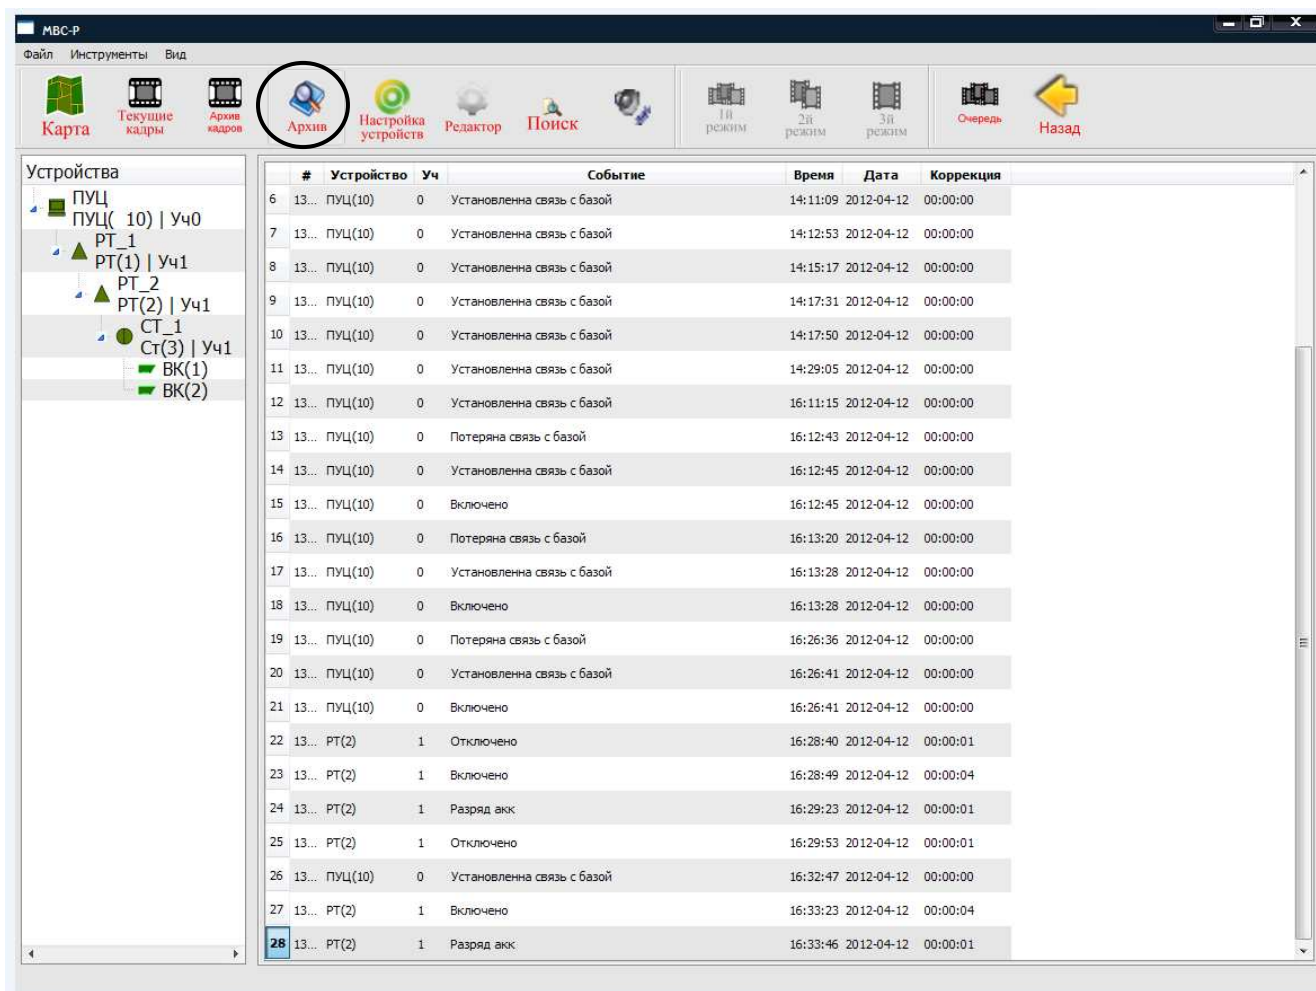 МВС-Р
Файл Инструменты Вид
Карта
Текущие
кадры
Архив
кадров
Архив
Настройка
устройств
Редактор
Поиск
1й
режим
2й
режим
3й
режим
Очередь
Назад
Устройства
ПУЦ
ПУЦ( 10) | Уч0
РТ_1
РТ(1) | Уч1
РТ_2
РТ(2) | Уч1
СТ_1
Ст(3) | Уч1
ВК(1)
ВК(2)
# Устройство Уч Событие Время Дата Коррекция
6 13... ПУЦ(10) 0 Установленна связь с базой 14:11:09 2012-04-12 00:00:00
7 13... ПУЦ(10) 0 Установленна связь с базой 14:12:53 2012-04-12 00:00:00
8 13... ПУЦ(10) 0 Установленна связь с базой 14:15:17 2012-04-12 00:00:00
9 13... ПУЦ(10) 0 Установленна связь с базой 14:17:31 2012-04-12 00:00:00
10 13... ПУЦ(10) 0 Установленна связь с базой 14:17:50 2012-04-12 00:00:00
11 13... ПУЦ(10) 0 Установленна связь с базой 14:29:05 2012-04-12 00:00:00
12 13... ПУЦ(10) 0 Установленна связь с базой 16:11:15 2012-04-12 00:00:00
13 13... ПУЦ(10) 0 Потеряна связь с базой 16:12:43 2012-04-12 00:00:00
14 13... ПУЦ(10) 0 Установленна связь с базой 16:12:45 2012-04-12 00:00:00
15 13... ПУЦ(10) 0 Включено 16:12:45 2012-04-12 00:00:00
16 13... ПУЦ(10) 0 Потеряна связь с базой 16:13:20 2012-04-12 00:00:00
17 13... ПУЦ(10) 0 Установленна связь с базой 16:13:28 2012-04-12 00:00:00
18 13... ПУЦ(10) 0 Включено 16:13:28 2012-04-12 00:00:00
19 13... ПУЦ(10) 0 Потеряна связь с базой 16:26:36 2012-04-12 00:00:00
20 13... ПУЦ(10) 0 Установленна связь с базой 16:26:41 2012-04-12 00:00:00
21 13... ПУЦ(10) 0 Включено 16:26:41 2012-04-12 00:00:00
22 13... РТ(2) 1 Отключено 16:28:40 2012-04-12 00:00:01
23 13... РТ(2) 1 Включено 16:28:49 2012-04-12 00:00:04
24 13... РТ(2) 1 Разряд акк 16:29:23 2012-04-12 00:00:01
25 13... РТ(2) 1 Отключено 16:29:53 2012-04-12 00:00:01
26 13... ПУЦ(10) 0 Установленна связь с базой 16:32:47 2012-04-12 00:00:00
27 13... РТ(2) 1 Включено 16:33:23 2012-04-12 00:00:04
28 13... РТ(2) 1 Разряд акк 16:33:46 2012-04-12 00:00:01